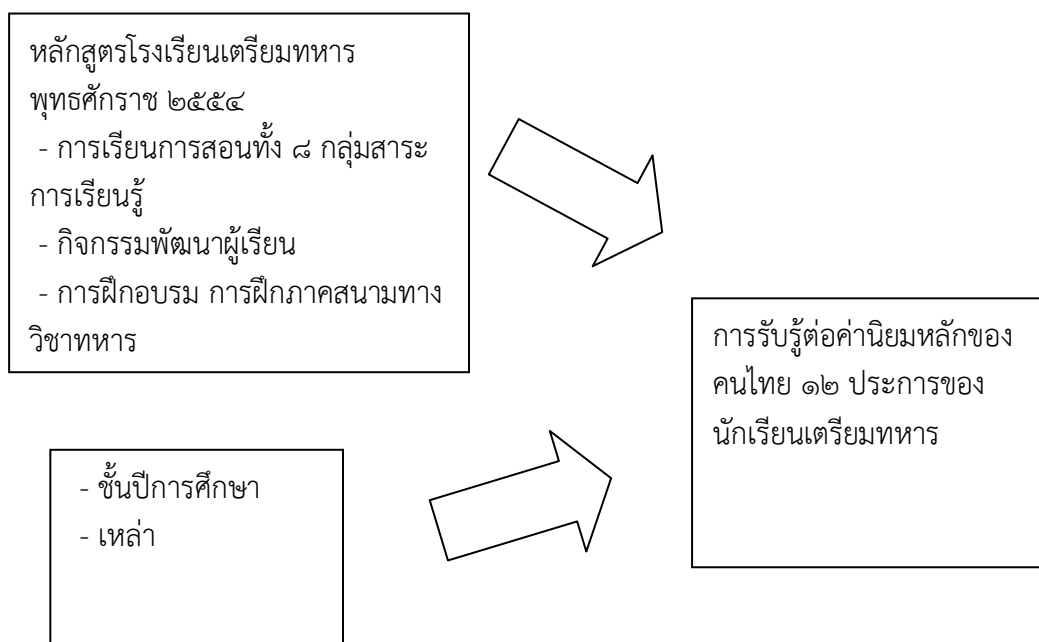 หลักสูตรโรงเรียนเตรียมทหาร
พุทธศักราช ๒๕๕๔
- การเรียนการสอนทั้ง ๘ กลุ่มสาระ
การเรียนรู้
- กิจกรรมพัฒนาผู้เรียน
- การฝึกอบรม การฝึกภาคสนามทาง
วิชาทหาร
การรับรู้ต่อค่านิยมหลักของ
คนไทย ๑๒ ประการของ
นักเรียนเตรียมทหาร
- ชั้นปีการศึกษา
- เหล่า